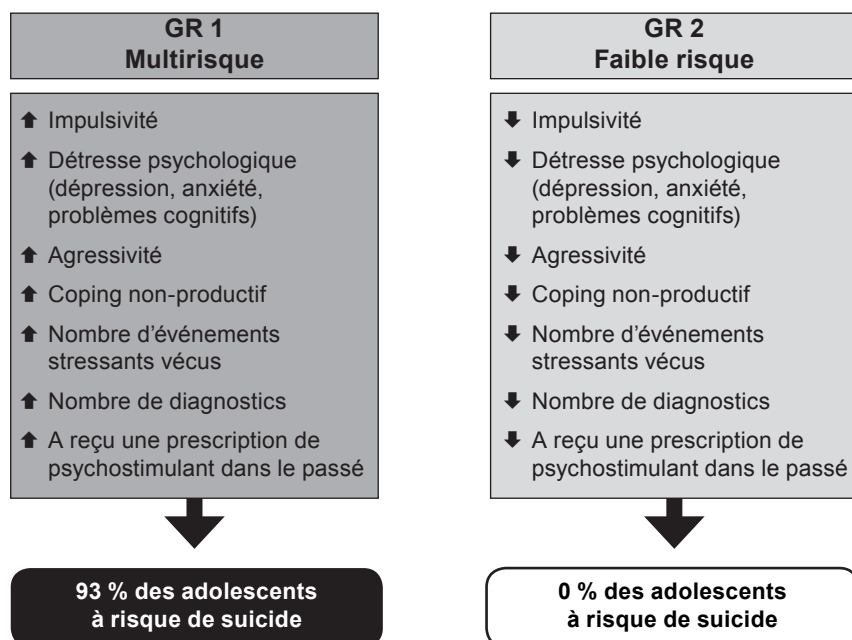 GR 1
Multirisque
Impulsivité
Détresse psychologique
(dépression, anxiété,
problèmes cognitifs)
Agressivité
Coping non-productif
Nombre d’événements
stressants vécus
Nombre de diagnostics
A reçu une prescription de
psychostimulant dans le passé
93 % des adolescents
à risque de suicide
GR 2
Faible risque
Impulsivité
Détresse psychologique
(dépression, anxiété,
problèmes cognitifs)
Agressivité
Coping non-productif
Nombre d’événements
stressants vécus
Nombre de diagnostics
A reçu une prescription de
psychostimulant dans le passé
0 % des adolescents
à risque de suicide